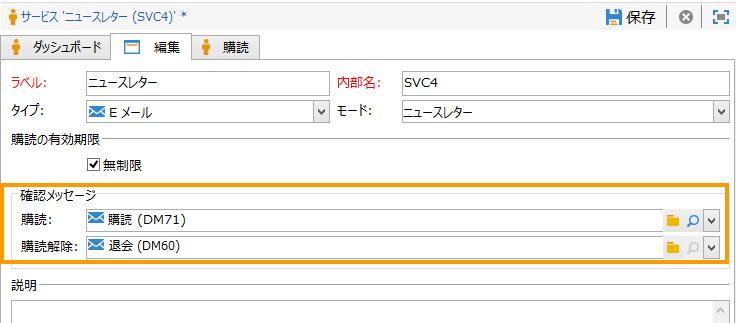 サービス 'ニュースレター (SVC4)' *
保存
ダッシュボード 編集 購読
ラベル: ニュースレター 内部名: SVC4
タイプ: E メール モード: ニュースレター
購読の有効期限
無制限
確認メッセージ
購読: 購読 (DM71)
購読解除: 退会 (DM60)
説明